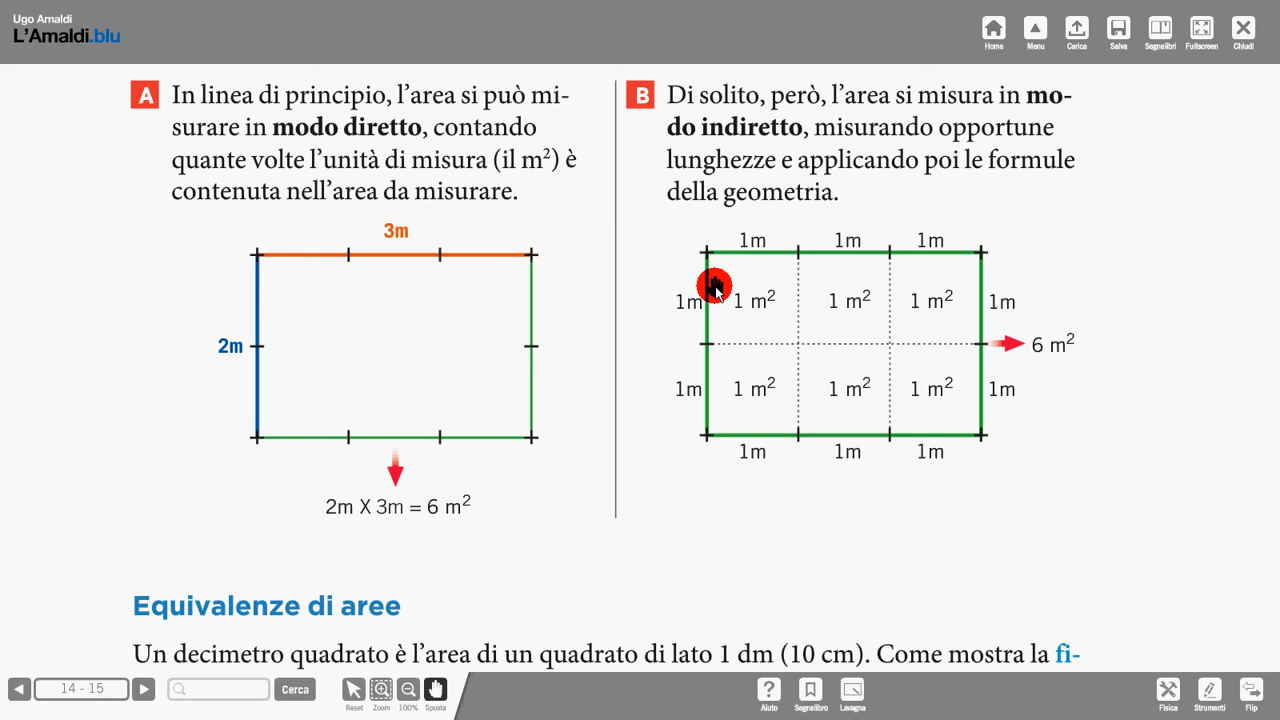 Ugo Amaldi
L'Amaldi.blu
Home
Menu
Carica
Salva
Segnalibri
Fullscreen
Chiudi
A
In linea di principio, l'area si può mi-
surare in modo diretto, contando
quante volte l'unità di misura (il m²) è
contenuta nell'area da misurare.
3m
2m
2m X 3m = 6 m²
B
Di solito, però, l'area si misura in mo-
do indiretto, misurando opportune
lunghezze e applicando poi le formule
della geometria.
1m 1m 1m
1m 1 m² 1 m² 1 m² 1m
6 m²
1m 1 m² 1 m² 1 m² 1m
1m 1m 1m
Equivalenze di aree
Un decimetro quadrato è l'area di un quadrato di lato 1 dm (10 cm). Come mostra la fi-
14 - 15
Cerca
Reset
Zoom
100%
Sposta
Aiuto
Segnalibro
Lavagna
Fisica
Strumenti
Flip